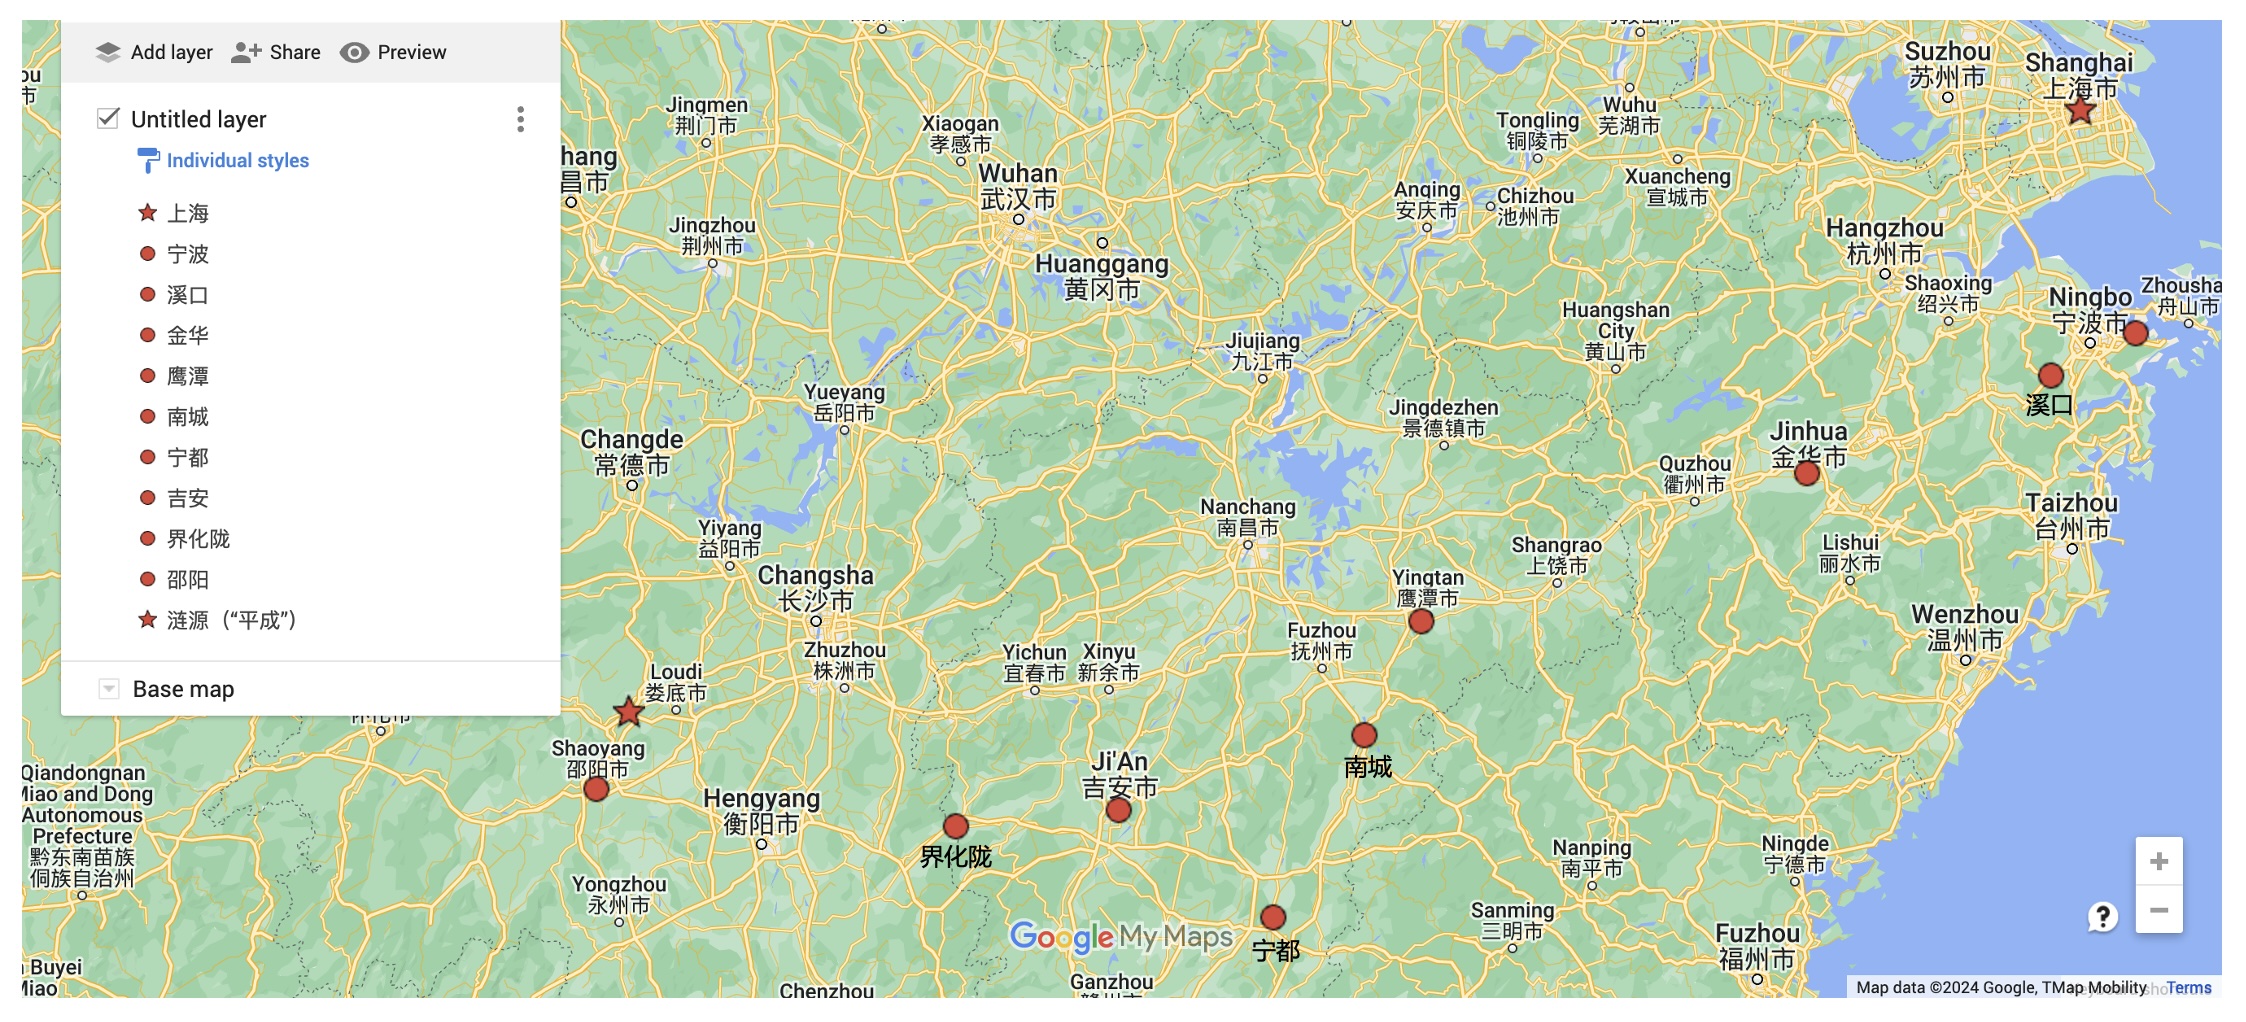 Add layer
Share
Preview
Untitled layer
Individual styles
上海
宁波
溪口
金华
鹰潭
南城
宁都
吉安
界化陇
邵阳
涟源（“平成”）
Base map
Jingmen
荆门市
Xiaogan
孝感市
Wuhan
武汉市
Jingzhou
荆州市
Huanggang
黄冈市
hang
昌市
Tongling
铜陵市
Wuhu
芜湖市
Suzhou
苏州市
Shanghai
上海市
Anqing
安庆市
Chizhou
池州市
Xuancheng
宣城市
Hangzhou
杭州市
Shaoxing
绍兴市
Ningbo
宁波市
Zhousha
舟山市
溪口
Huangshan
City
黄山市
Jiujiang
九江市
Yueyang
岳阳市
Jingdezhen
景德镇市
Changde
常德市
Jinhua
金华市
Quzhou
衢州市
Taizhou
台州市
Nanchang
南昌市
Yiyang
益阳市
Shangrao
上饶市
Lishui
丽水市
Changsha
长沙市
Yingtan
鹰潭市
Wenzhou
温州市
Fuzhou
抚州市
Zhuzhou
株洲市
Yichun
宜春市
Xinyu
新余市
Loudi
娄底市
Shaoyang
邵阳市
Ji'An
吉安市
南城
Hengyang
衡阳市
界化陇
Qiandongnan
Miao and Dong
Autonomous
Prefecture
黔东南苗族
侗族自治州
Yongzhou
永州市
Nanping
南平市
Ningde
宁德市
Sanming
三明市
宁都
Google My Maps
Fuzhou
福州市
Buyei
Miao
Chenzhou
Ganzhou
Map data ©2024 Google, TMap Mobility
Terms